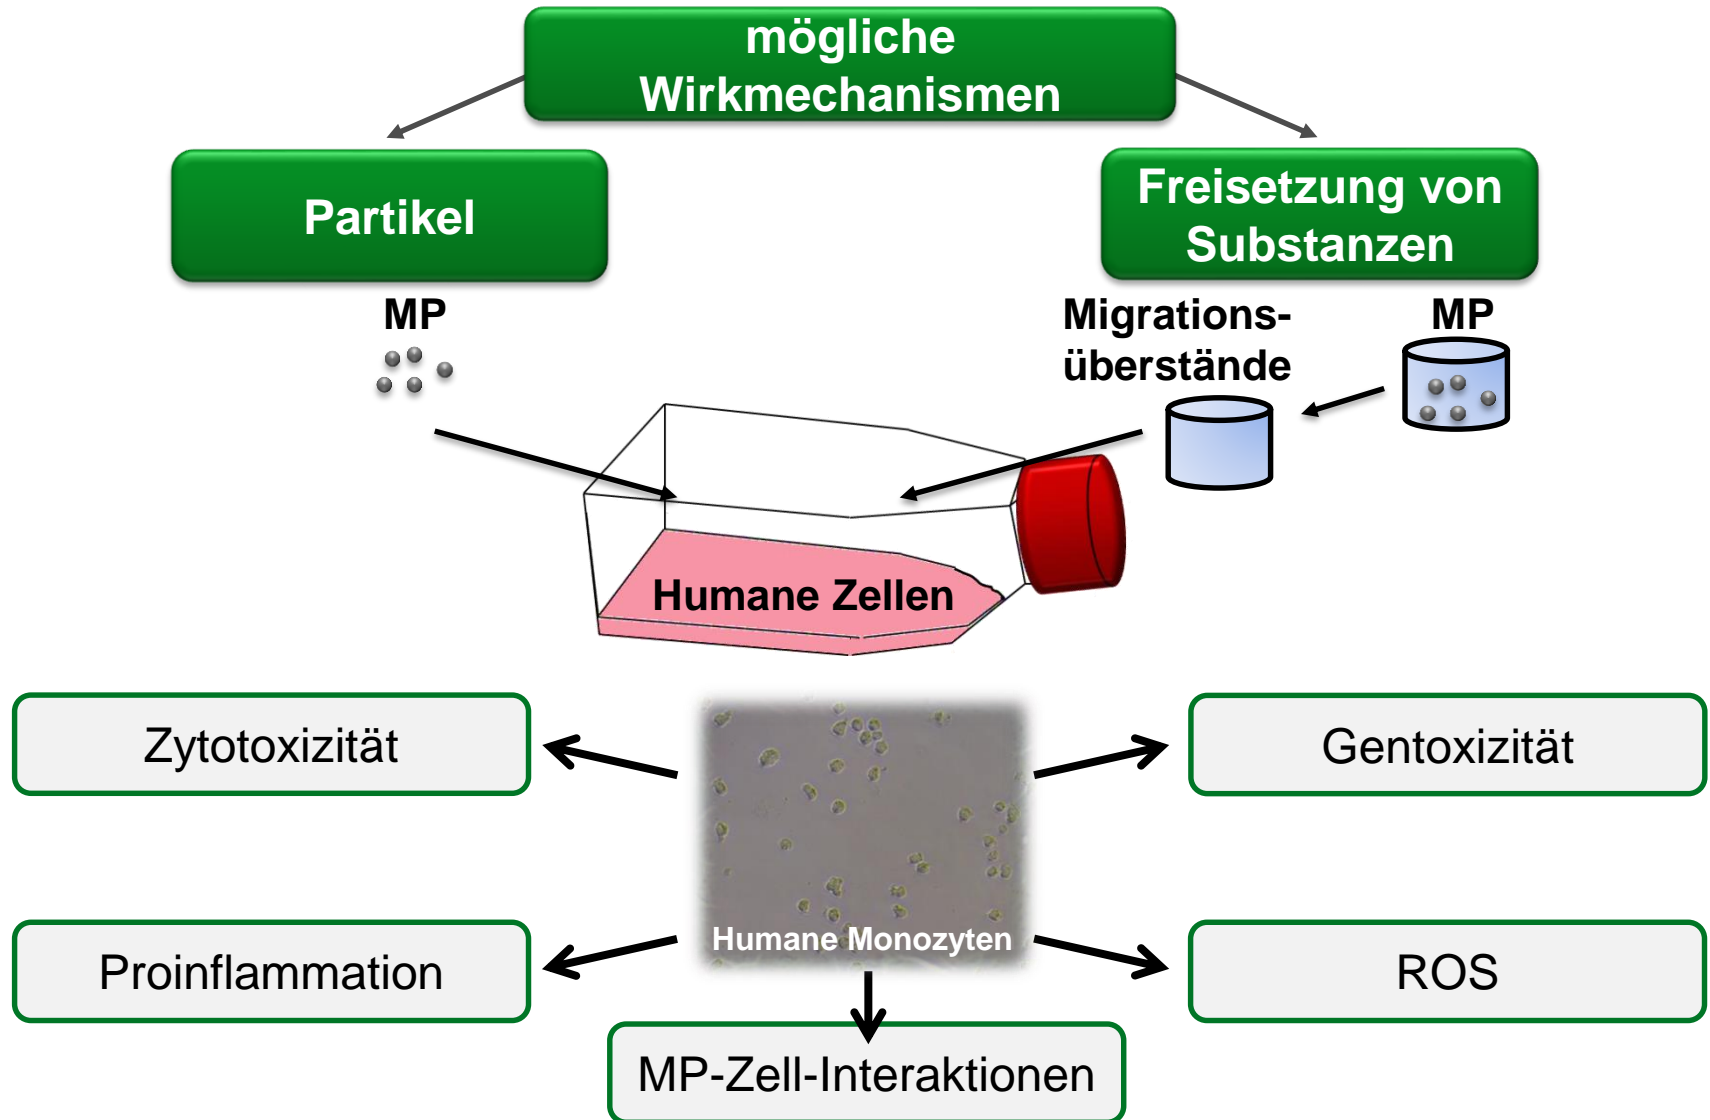 mögliche
Wirkmechanismen
Partikel
Freisetzung von
Substanzen
MP
Migrations-
überstände
MP
Humane Zellen
Zytotoxizität
Gentoxizität
Humane Monozyten
Proinflammation
ROS
MP-Zell-Interaktionen